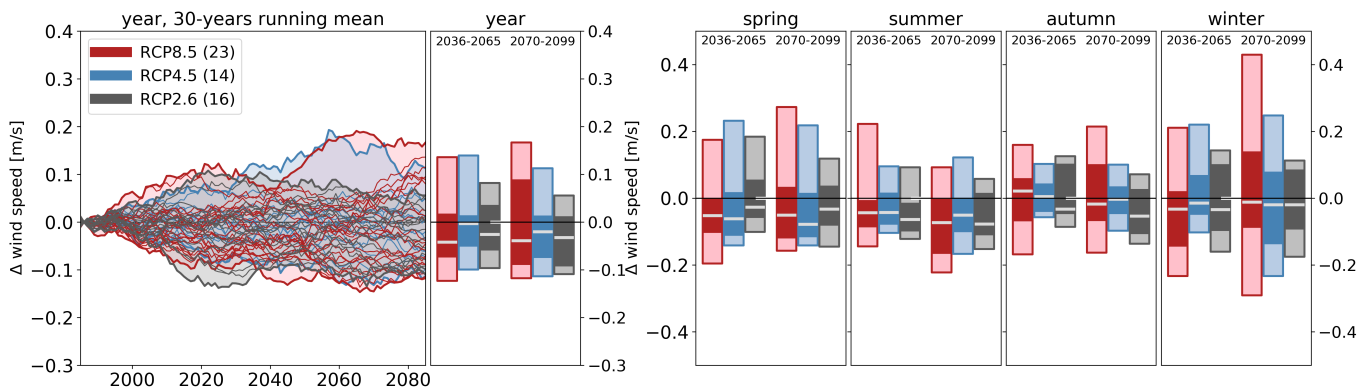 year, 30-years running mean
year
spring
summer
autumn
winter
RCP8.5 (23)
RCP4.5 (14)
RCP2.6 (16)
2036-2065 2070-2099
2036-2065 2070-2099
2036-2065 2070-2099
2036-2065 2070-2099
2036-2065 2070-2099
Δ wind speed [m/s]
0.4
0.3
0.2
0.1
0.0
−0.1
−0.2
−0.3
2000 2020 2040 2060 2080
0.4
0.3
0.2
0.1
0.0
−0.1
−0.2
−0.3
Δ wind speed [m/s]
0.4
0.2
0.0
−0.2
−0.4
0.4
0.2
0.0
−0.2
−0.4